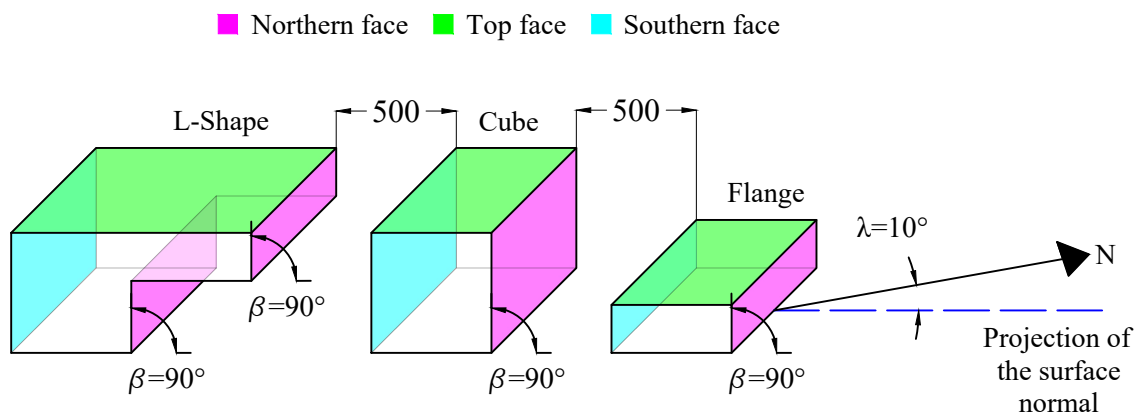 Northern face Top face Southern face
L-Shape
500
Cube
500
Flange
λ=10°
N
β=90°
β=90°
β=90°
β=90°
Projection of
the surface
normal